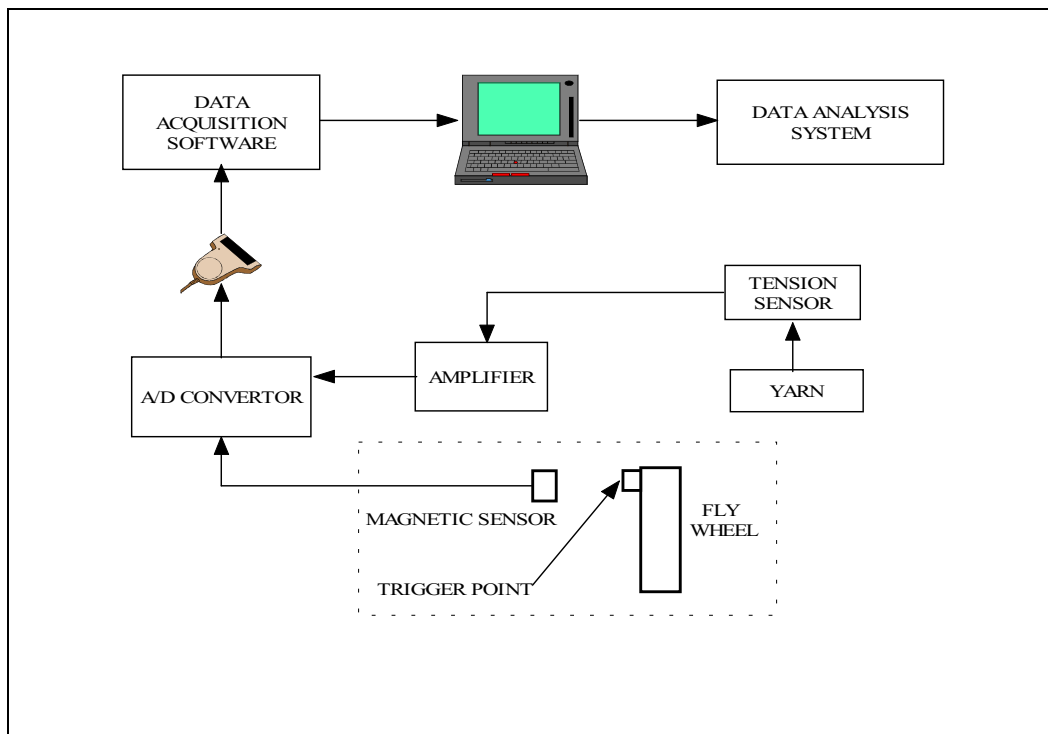 DATA
ACQUISITION
SOFTWARE
DATA ANALYSIS
SYSTEM
TENSION
SENSOR
A/D CONVERTOR
AMPLIFIER
YARN
MAGNETIC SENSOR
FLY
WHEEL
TRIGGER POINT